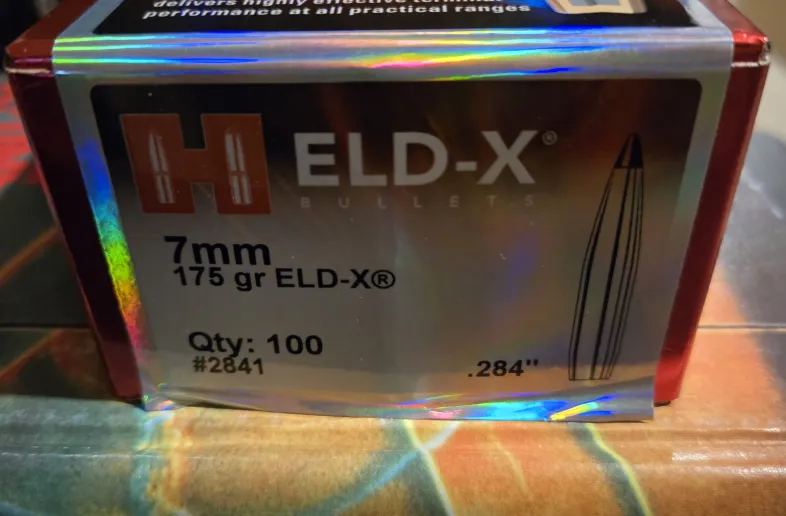 delivers highly effective terminal
performance at all practical ranges
H ELD-X®
BULLETS
7mm
175 gr ELD-X®
Qty: 100
#2841
.284"